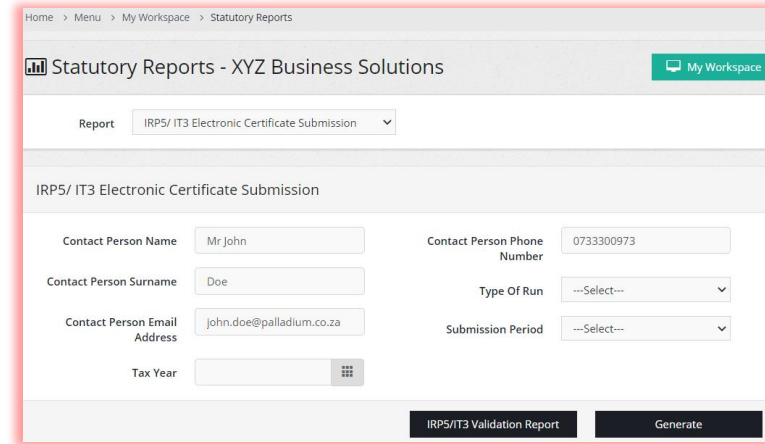 Home > Menu > My Workspace > Statutory Reports
Statutory Reports - XYZ Business Solutions
My Workspace
Report
IRP5/ IT3 Electronic Certificate Submission
IRP5/ IT3 Electronic Certificate Submission
Contact Person Name
Mr John
Contact Person Phone
Number
0733300973
Contact Person Surname
Doe
Type Of Run
---Select---
Contact Person Email
Address
john.doe@palladium.co.za
Submission Period
---Select---
Tax Year
IRP5/IT3 Validation Report
Generate